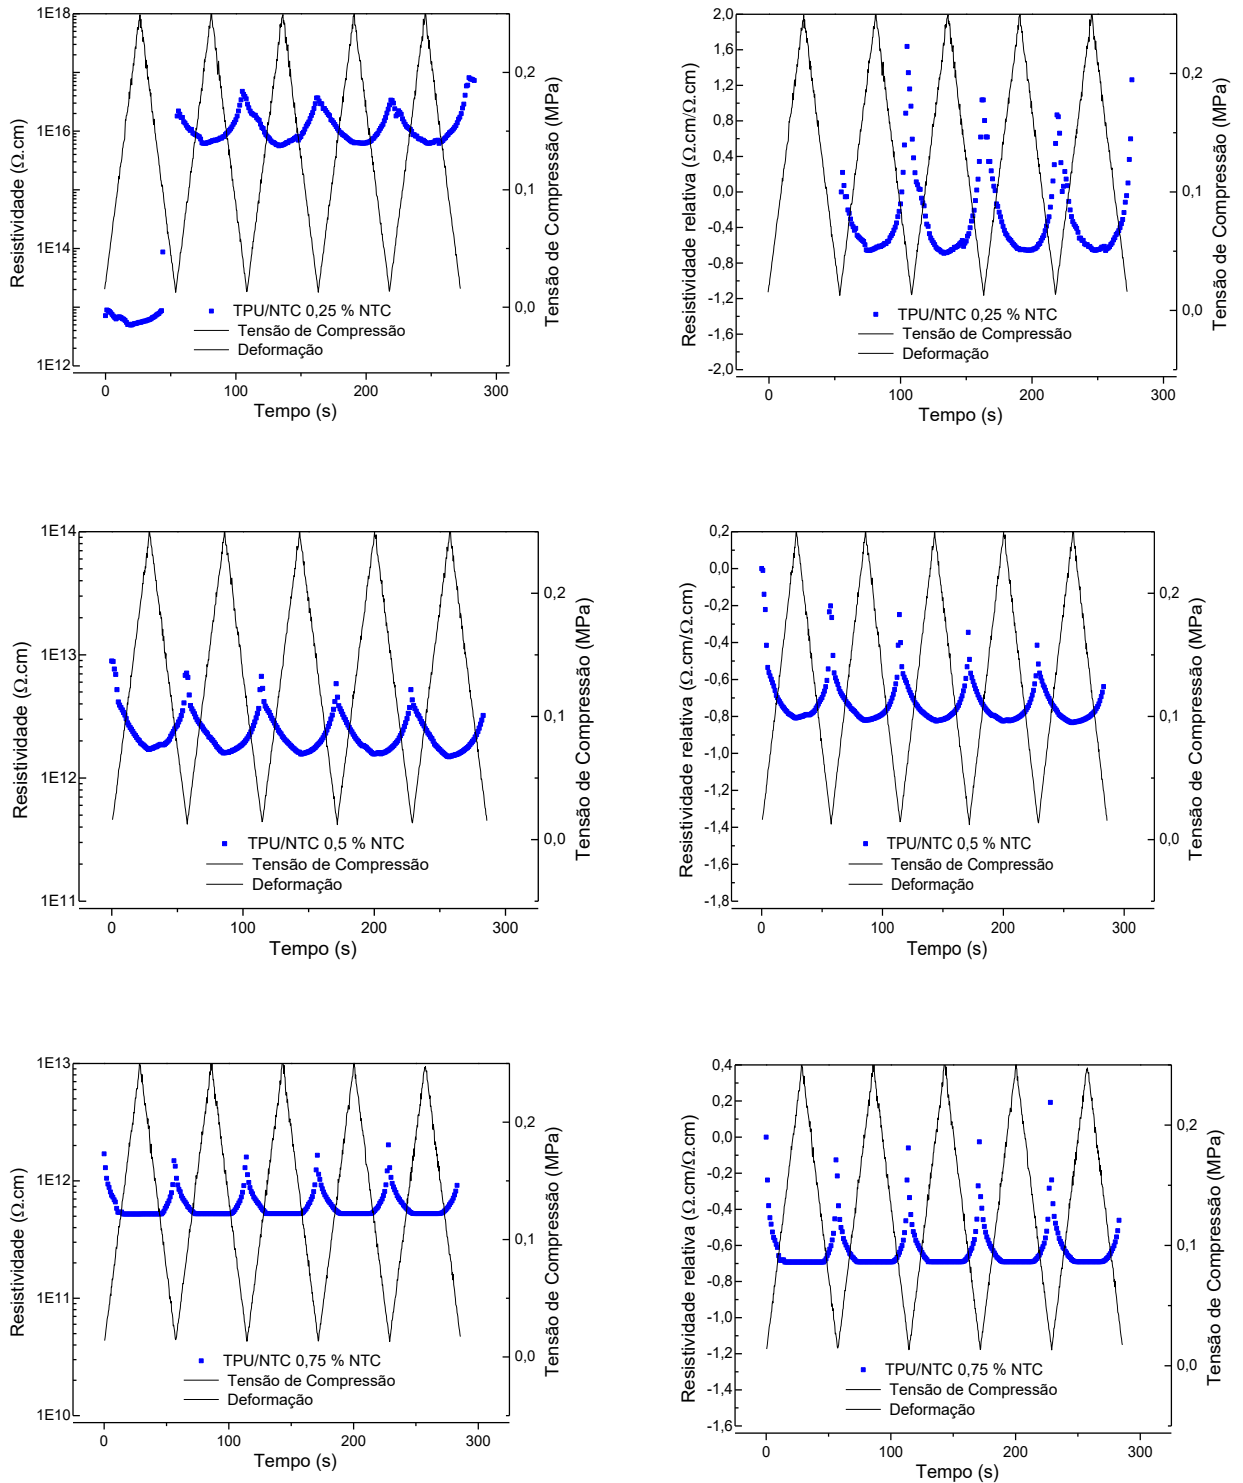 1E18
1E16
1E14
1E12
Resistividade (Ω.cm)
0,2
0,1
0,0
Tensão de Compressão (MPa)
TPU/NTC 0,25 % NTC
Tensão de Compressão
Deformação
0
100
200
300
Tempo (s)
2,0
1,6
1,2
0,8
0,4
0,0
-0,4
-0,8
-1,2
-1,6
-2,0
Resistividade relativa (Ω.cm/Ω.cm)
0,2
0,1
0,0
Tensão de Compressão (MPa)
TPU/NTC 0,25 % NTC
Tensão de Compressão
Deformação
0
100
200
300
Tempo (s)
1E14
1E13
1E12
1E11
Resistividade (Ω.cm)
0,2
0,1
0,0
Tensão de Compressão (MPa)
TPU/NTC 0,5 % NTC
Tensão de Compressão
Deformação
0
100
200
300
Tempo (s)
0,2
0,0
-0,2
-0,4
-0,6
-0,8
-1,0
-1,2
-1,4
-1,6
-1,8
Resistividade relativa (Ω.cm/Ω.cm)
0,2
0,1
0,0
Tensão de Compressão (MPa)
TPU/NTC 0,5 % NTC
Tensão de Compressão
Deformação
0
100
200
300
Tempo (s)
1E13
1E12
1E11
1E10
Resistividade (Ω.cm)
0,2
0,1
0,0
Tensão de Compressão (MPa)
TPU/NTC 0,75 % NTC
Tensão de Compressão
Deformação
0
100
200
300
Tempo (s)
0,4
0,2
0,0
-0,2
-0,4
-0,6
-0,8
-1,0
-1,2
-1,4
-1,6
Resistividade relativa (Ω.cm/Ω.cm)
0,2
0,1
0,0
Tensão de Compressão (MPa)
TPU/NTC 0,75 % NTC
Tensão de Compressão
Deformação
0
100
200
300
Tempo (s)